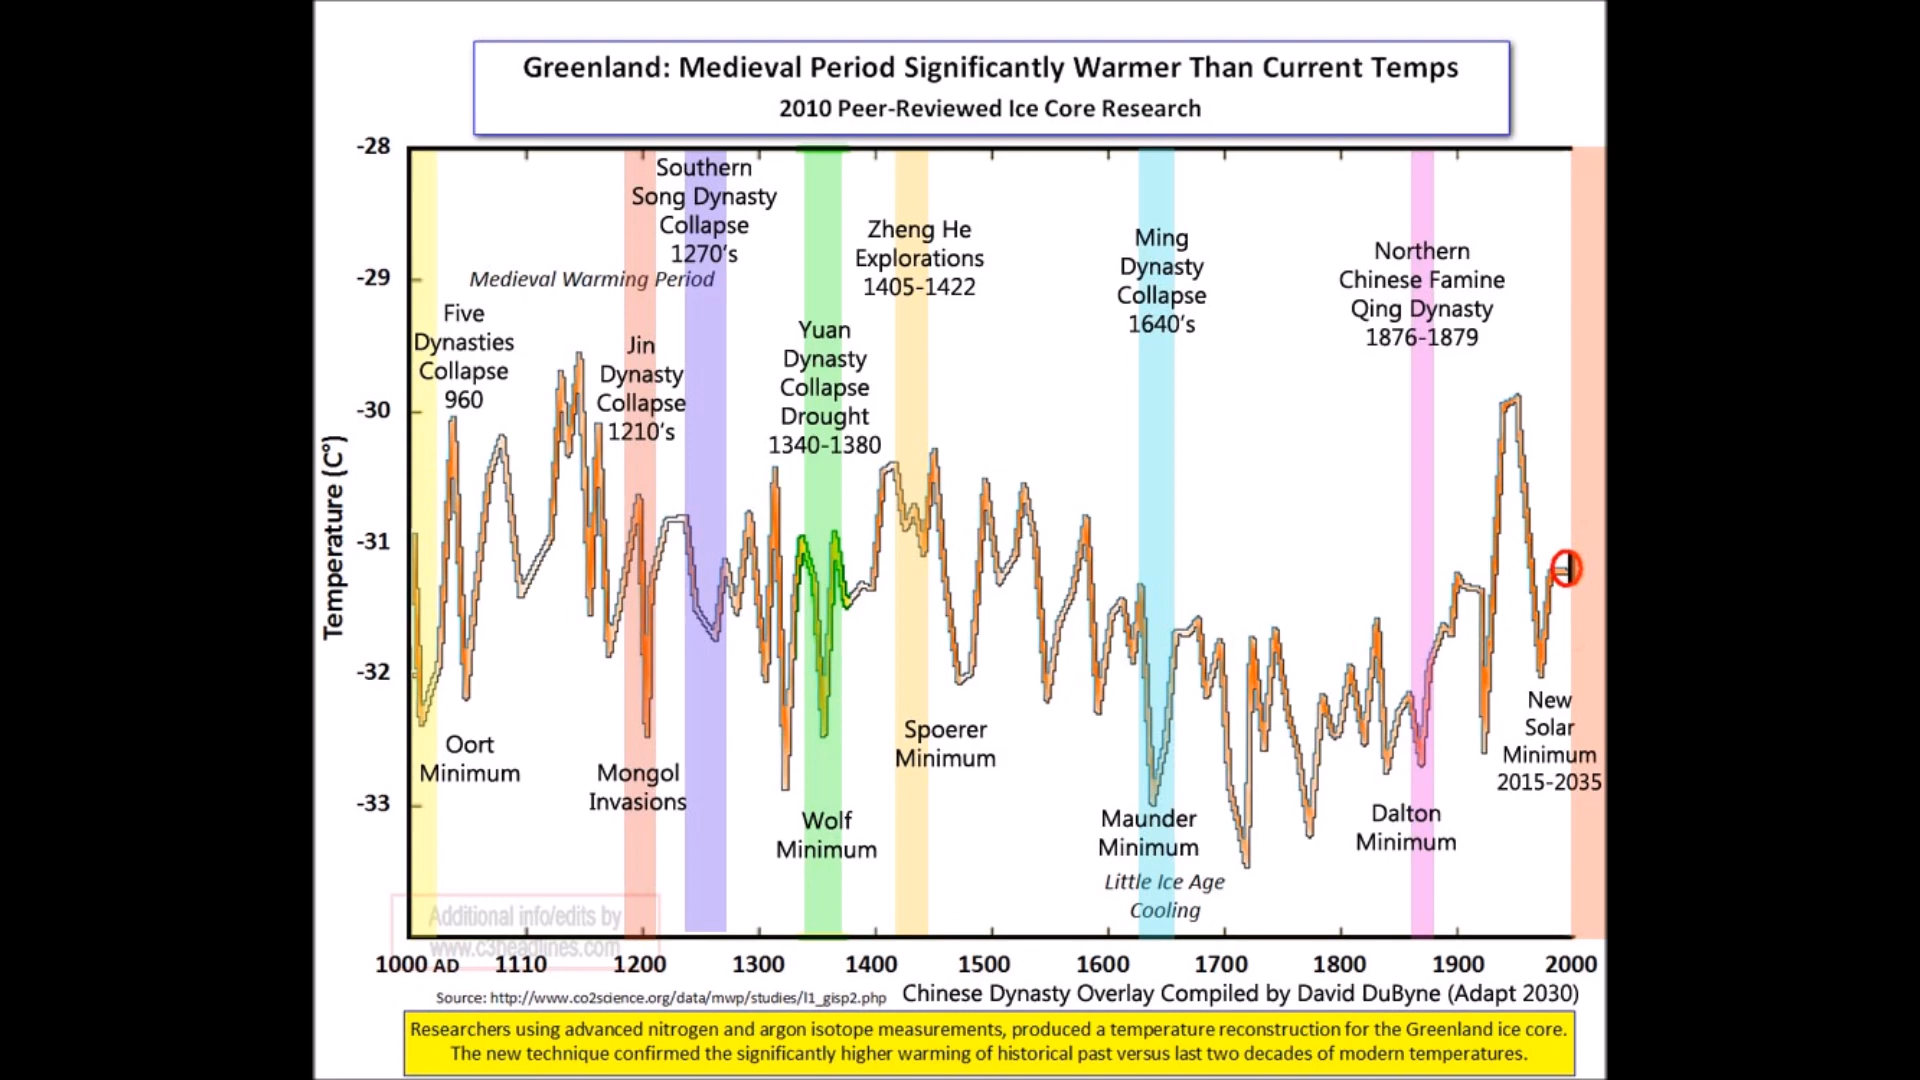 Greenland: Medieval Period Significantly Warmer Than Current Temps
2010 Peer-Reviewed Ice Core Research
-28
-29
-30
-31
-32
-33
Temperature (C°)
Southern
Song Dynasty
Collapse
1270's
Medieval Warming Period
Five
Dynasties
Collapse
960
Jin
Dynasty
Collapse
1210's
Yuan
Dynasty
Collapse
Drought
1340-1380
Zheng He
Explorations
1405-1422
Ming
Dynasty
Collapse
1640's
Northern
Chinese Famine
Qing Dynasty
1876-1879
Oort
Minimum
Mongol
Invasions
Wolf
Minimum
Spoerer
Minimum
Maunder
Minimum
Little Ice Age
Cooling
Dalton
Minimum
New
Solar
Minimum
2015-2035
Additional info/edits by
www.c3headlines.com
1000 AD 1110 1200 1300 1400 1500 1600 1700 1800 1900 2000
Source: http://www.co2science.org/data/mwp/studies/l1_gisp2.php
Chinese Dynasty Overlay Compiled by David DuByne (Adapt 2030)
Researchers using advanced nitrogen and argon isotope measurements, produced a temperature reconstruction for the Greenland ice core.
The new technique confirmed the significantly higher warming of historical past versus last two decades of modern temperatures.